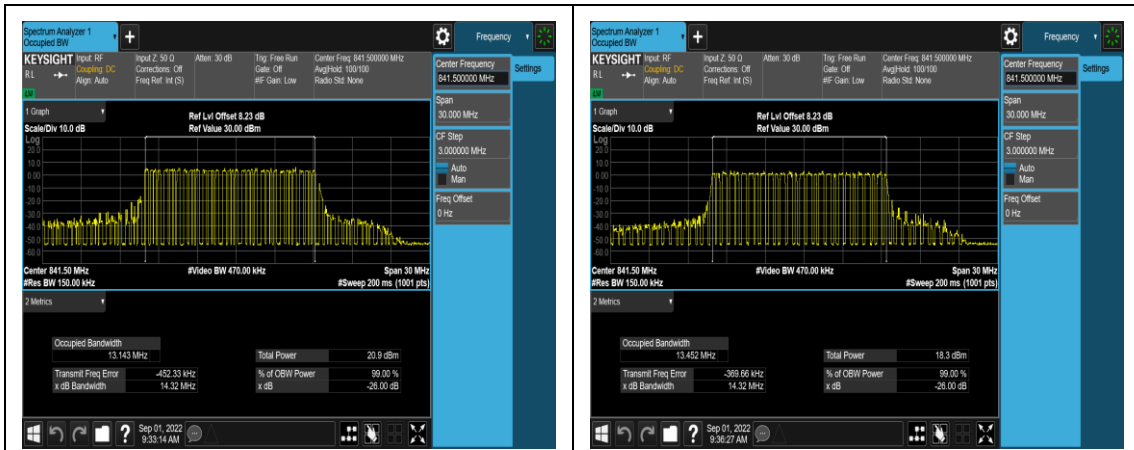 Spectrum Analyzer 1
Occupied BW
+
Frequency
KEYSIGHT Input: RF Input Z: 50 Ω Atten: 30 dB Trig: Free Run Center Freq: 841.500000 MHz
R L Coupling: DC Corrections: Off Gate: Off Avg|Hold: 100/100
Align: Auto Freq Ref: Int (S) #IF Gain: Low Radio Std: None
Center Frequency
841.500000 MHz
Settings
Span
30.000 MHz
CF Step
3.000000 MHz
Auto
Man
Freq Offset
0 Hz
1 Graph
Ref Lvl Offset 8.23 dB
Scale/Div 10.0 dB Ref Value 30.00 dBm
Log
20.0
10.0
0.00
-10.0
-20.0
-30.0
-40.0
-50.0
-60.0
Center 841.50 MHz #Video BW 470.00 kHz Span 30 MHz
#Res BW 150.00 kHz #Sweep 200 ms (1001 pts)
2 Metrics
Occupied Bandwidth
13.143 MHz Total Power 20.9 dBm
Transmit Freq Error -452.33 kHz % of OBW Power 99.00 %
x dB Bandwidth 14.32 MHz x dB -26.00 dB
? Sep 01, 2022
9:33:14 AM
Spectrum Analyzer 1
Occupied BW
+
Frequency
KEYSIGHT Input: RF Input Z: 50 Ω Atten: 30 dB Trig: Free Run Center Freq: 841.500000 MHz
R L Coupling: DC Corrections: Off Gate: Off Avg|Hold: 100/100
Align: Auto Freq Ref: Int (S) #IF Gain: Low Radio Std: None
Center Frequency
841.500000 MHz
Settings
Span
30.000 MHz
CF Step
3.000000 MHz
Auto
Man
Freq Offset
0 Hz
1 Graph
Ref Lvl Offset 8.23 dB
Scale/Div 10.0 dB Ref Value 30.00 dBm
Log
20.0
10.0
0.00
-10.0
-20.0
-30.0
-40.0
-50.0
-60.0
Center 841.50 MHz #Video BW 470.00 kHz Span 30 MHz
#Res BW 150.00 kHz #Sweep 200 ms (1001 pts)
2 Metrics
Occupied Bandwidth
13.452 MHz Total Power 18.3 dBm
Transmit Freq Error -369.66 kHz % of OBW Power 99.00 %
x dB Bandwidth 14.32 MHz x dB -26.00 dB
? Sep 01, 2022
9:36:27 AM